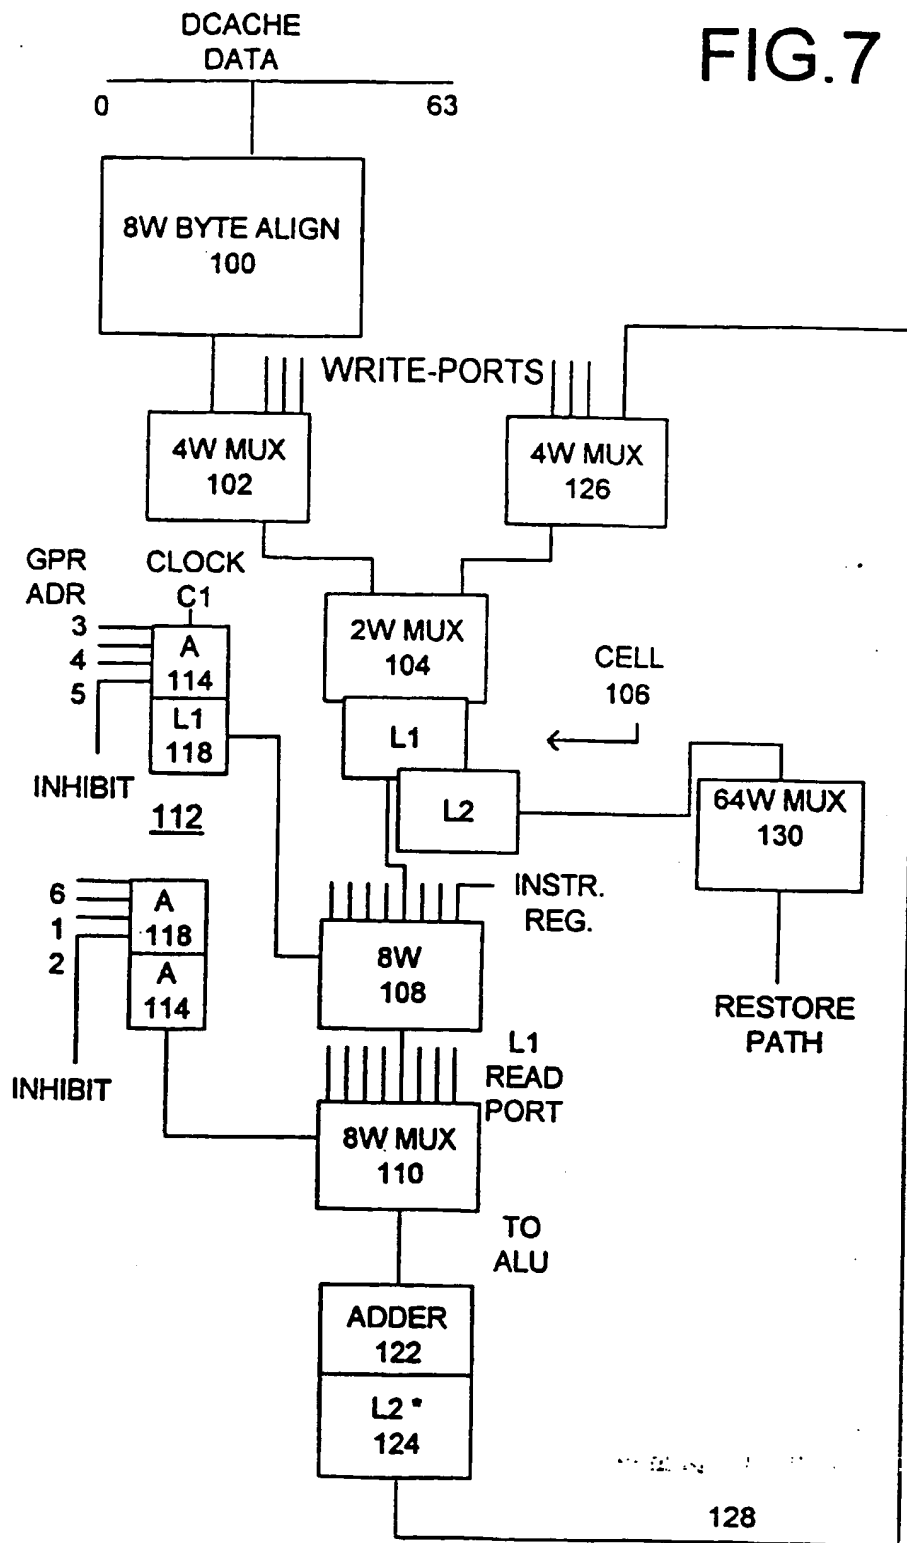 DCACHE
DATA
FIG.7
0
63
8W BYTE ALIGN
100
WRITE-PORTS
4W MUX
102
4W MUX
126
GPR
ADR
CLOCK
C1
3
4
5
A
114
L1
118
INHIBIT
112
2W MUX
104
L1
L2
CELL
106
64W MUX
130
RESTORE
PATH
6
1
2
A
118
A
114
INHIBIT
INSTR.
REG.
8W
108
L1
READ
PORT
8W MUX
110
TO
ALU
ADDER
122
L2 *
124
128